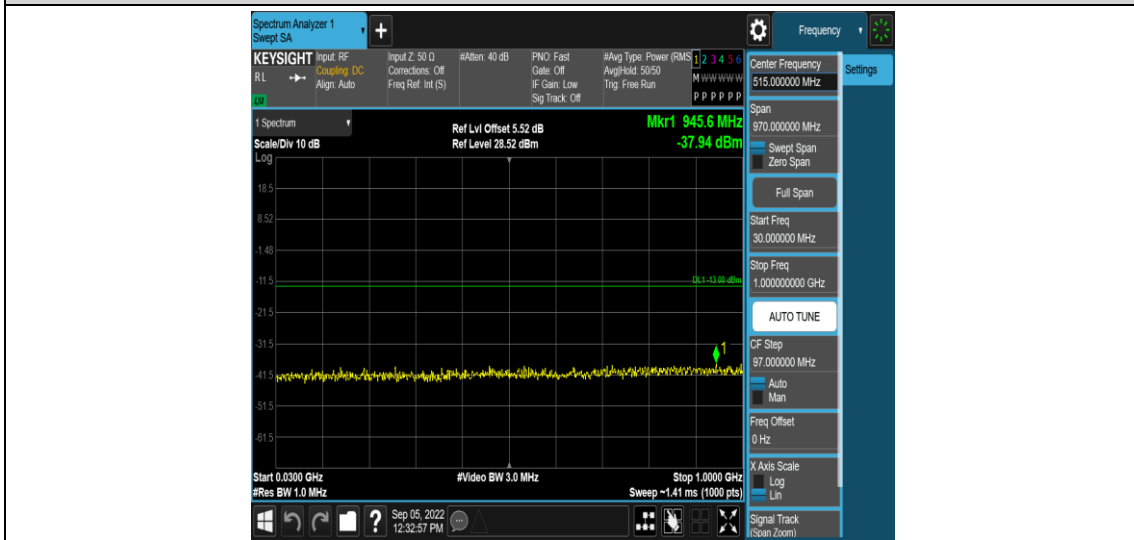 Spectrum Analyzer 1
Swept SA
Frequency
KEYSIGHT
RL
LXI
Input: RF
Coupling: DC
Align: Auto
Input Z: 50 Ω
Corrections: Off
Freq Ref: Int (S)
#Atten: 40 dB
PNO: Fast
Gate: Off
IF Gain: Low
Sig Track: Off
#Avg Type: Power (RMS
Avg|Hold: 50/50
Trig: Free Run
1 2 3 4 5 6
M W W W W W
P P P P P P
1 Spectrum
Scale/Div 10 dB
Log
Ref Lvl Offset 5.52 dB
Ref Level 28.52 dBm
Mkr1 945.6 MHz
-37.94 dBm
18.5
8.52
-1.48
-11.5
DL1 -13.00 dBm
-21.5
-31.5
1
-41.5
-51.5
-61.5
Start 0.0300 GHz
#Res BW 1.0 MHz
#Video BW 3.0 MHz
Stop 1.0000 GHz
Sweep ~1.41 ms (1000 pts)
Sep 05, 2022
12:32:57 PM
Center Frequency
515.000000 MHz
Settings
Span
970.000000 MHz
Swept Span
Zero Span
Full Span
Start Freq
30.000000 MHz
Stop Freq
1.000000000 GHz
AUTO TUNE
CF Step
97.000000 MHz
Auto
Man
Freq Offset
0 Hz
X Axis Scale
Log
Lin
Signal Track
(Span Zoom)